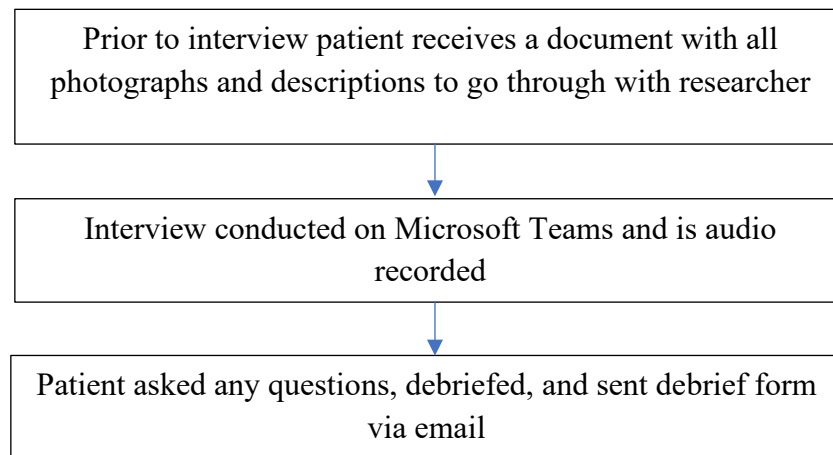 Prior to interview patient receives a document with all
photographs and descriptions to go through with researcher
Interview conducted on Microsoft Teams and is audio
recorded
Patient asked any questions, debriefed, and sent debrief form
via email